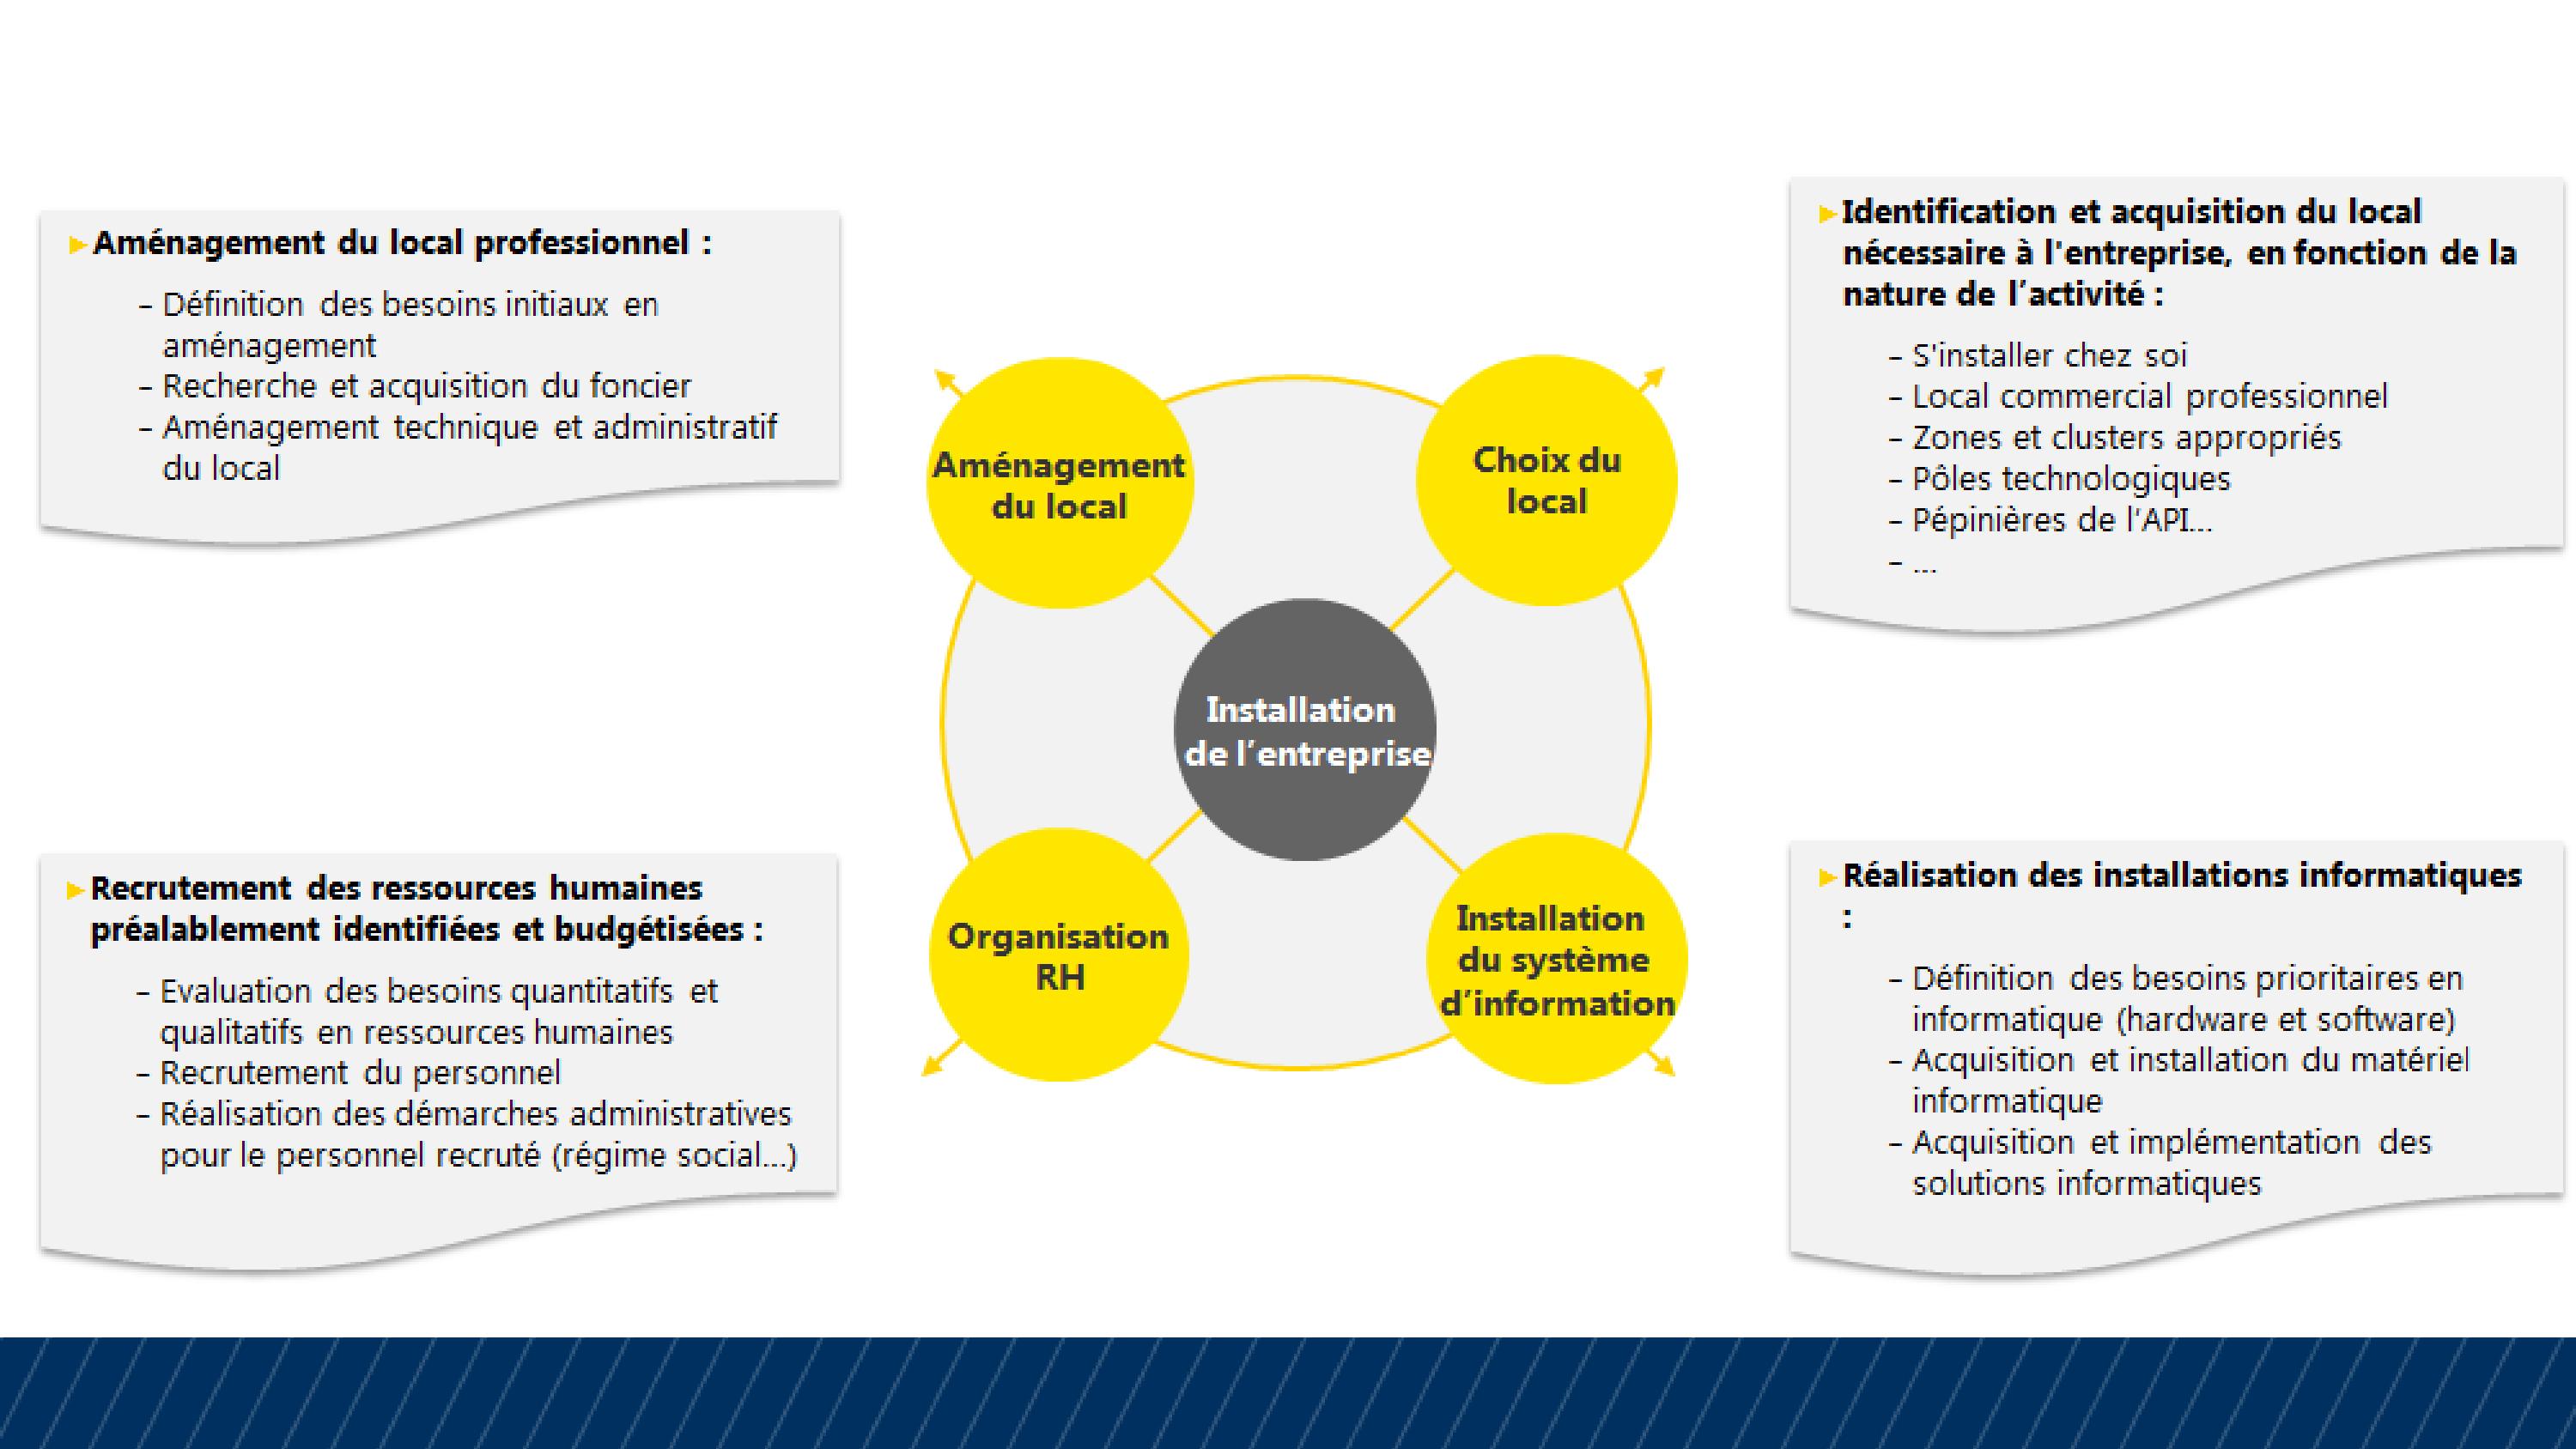 ►Aménagement du local professionnel :
– Définition des besoins initiaux en
aménagement
– Recherche et acquisition du foncier
– Aménagement technique et administratif
du local
►Identification et acquisition du local
nécessaire à l'entreprise, en fonction de la
nature de l’activité :
– S'installer chez soi
– Local commercial professionnel
– Zones et clusters appropriés
– Pôles technologiques
– Pépinières de l'API...
– ...
Aménagement
du local
Choix du
local
Installation
de l’entreprise
Organisation
RH
Installation
du système
d’information
►Recrutement des ressources humaines
préalablement identifiées et budgétisées :
– Evaluation des besoins quantitatifs et
qualitatifs en ressources humaines
– Recrutement du personnel
– Réalisation des démarches administratives
pour le personnel recruté (régime social...)
►Réalisation des installations informatiques
:
– Définition des besoins prioritaires en
informatique (hardware et software)
– Acquisition et installation du matériel
informatique
– Acquisition et implémentation des
solutions informatiques